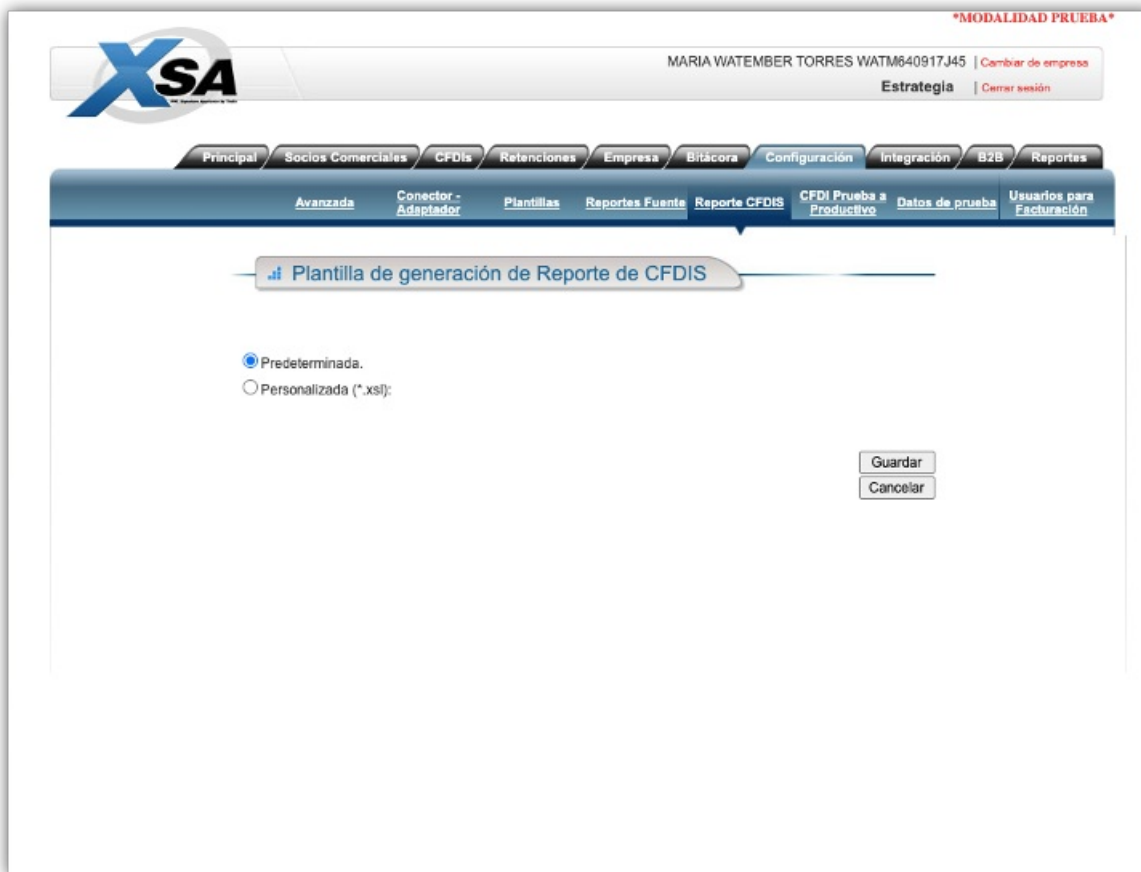 *MODALIDAD PRUEBA*
XSA
MARIA WATEMBER TORRES WATM640917J45 | Cambiar de empresa
Estrategia | Cerrar sesión
Principal Socios Comerciales CFDIs Retenciones Empresa Bitácora Configuración Integración B2B Reportes
Avanzada Conector - Adaptador Plantillas Reportes Fuente Reporte CFDIS CFDI Prueba a Productivo Datos de prueba Usuarios para Facturación
Plantilla de generación de Reporte de CFDIS
Predeterminada.
Personalizada (*.xsl):
Guardar
Cancelar